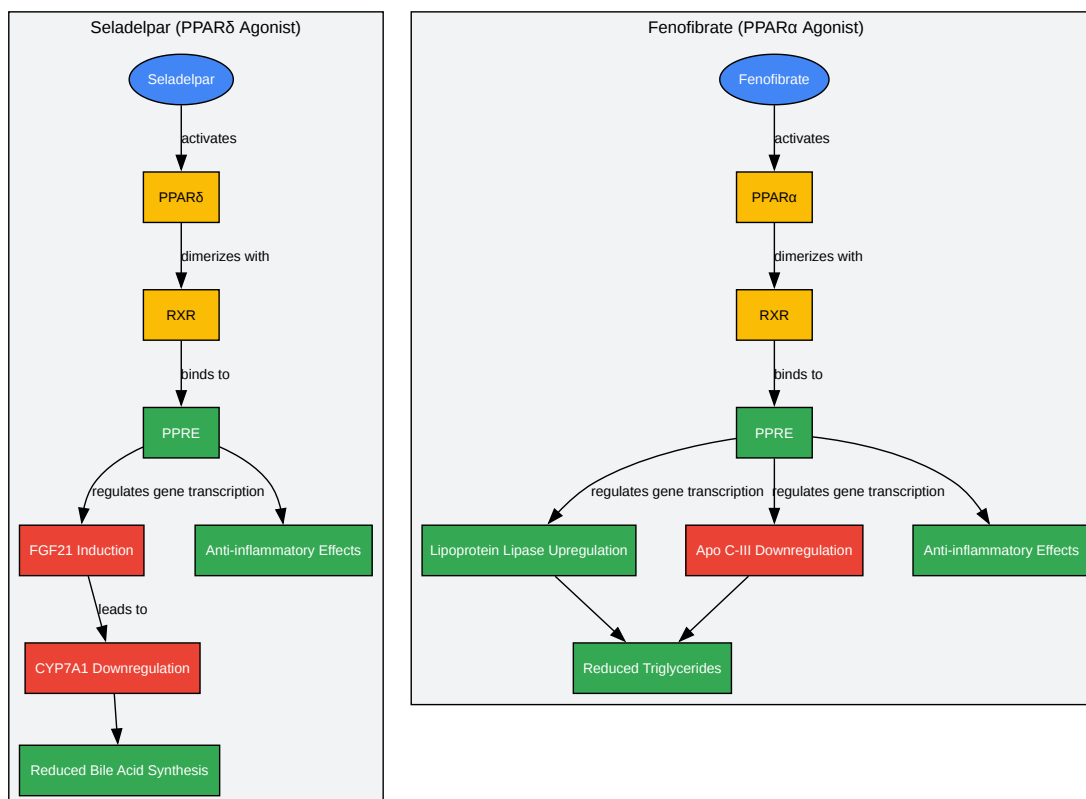 Seladelpar (PPARδ Agonist)
Seladelpar
activates
PPARδ
dimerizes with
RXR
binds to
PPRE
regulates gene transcription
FGF21 Induction
Anti-inflammatory Effects
leads to
CYP7A1 Downregulation
Reduced Bile Acid Synthesis
Fenofibrate (PPARα Agonist)
Fenofibrate
activates
PPARα
dimerizes with
RXR
binds to
PPRE
regulates gene transcription
regulates gene transcription
Lipoprotein Lipase Upregulation
Apo C-III Downregulation
Anti-inflammatory Effects
Reduced Triglycerides